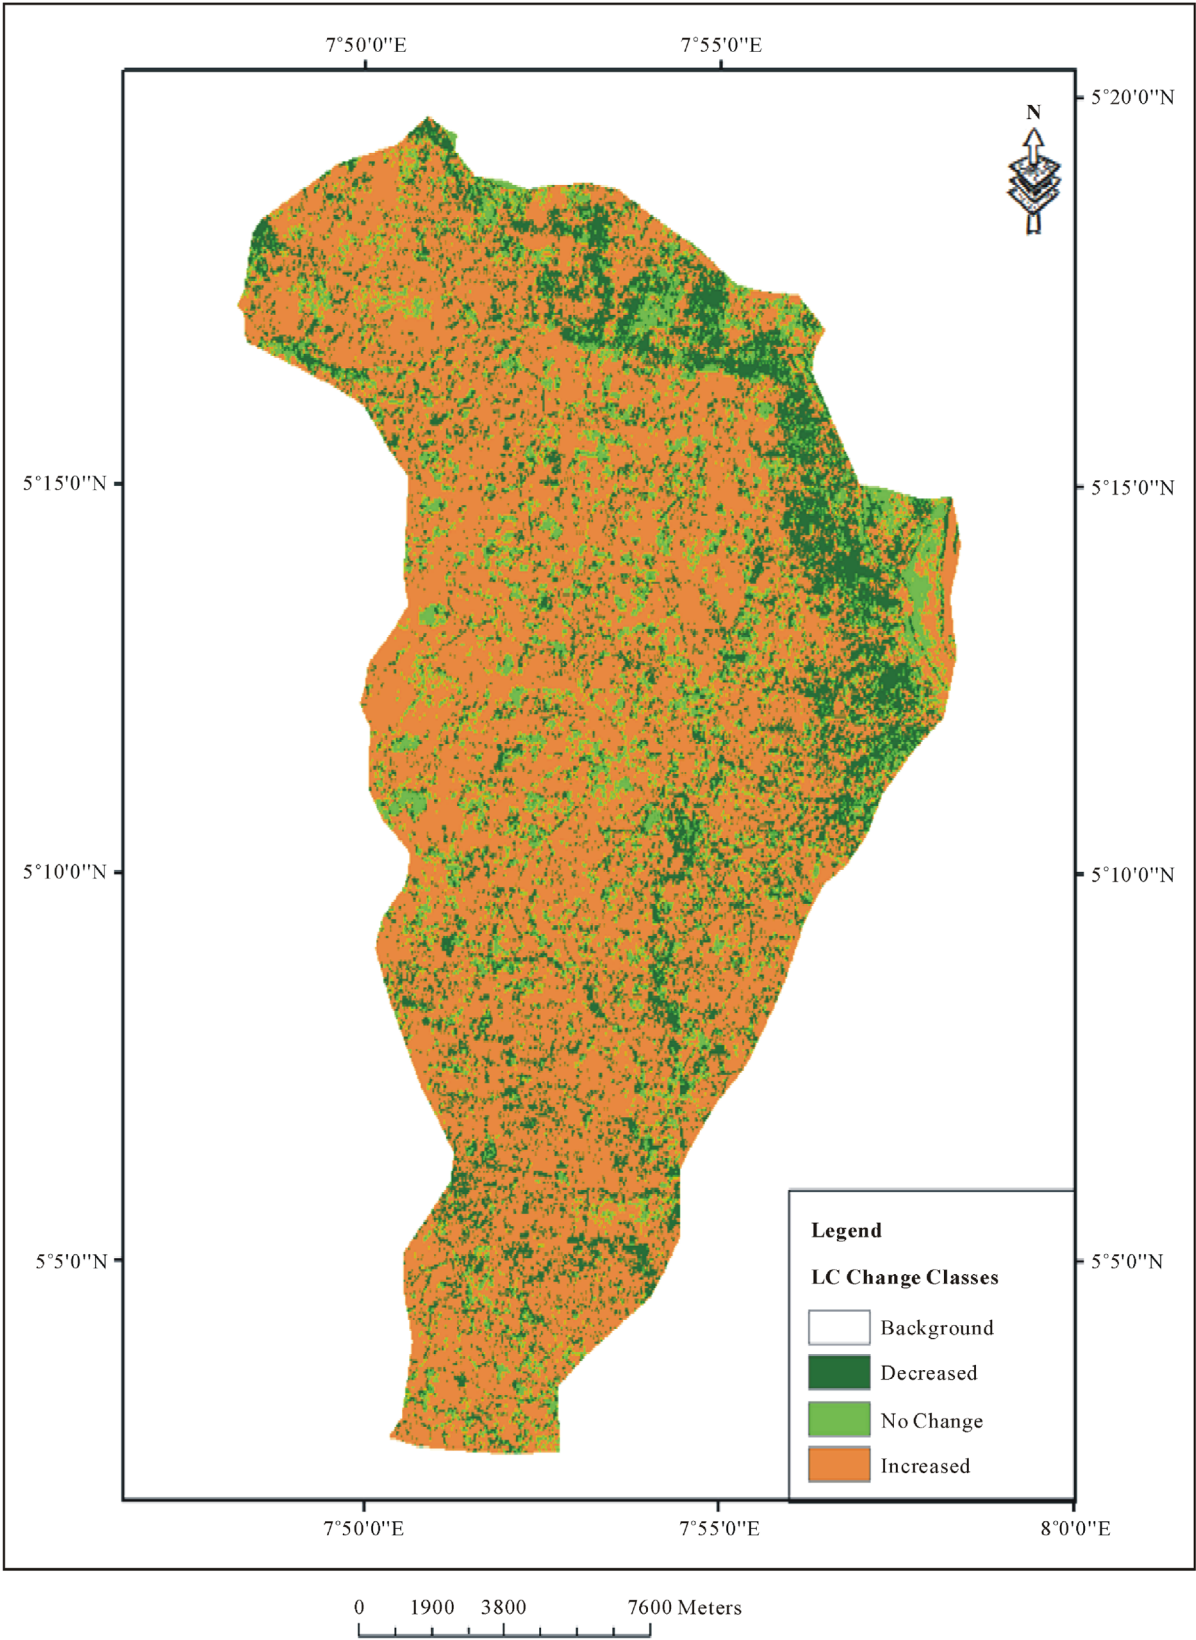 7°50'0"E 7°55'0"E
5°20'0"N
N
5°15'0"N 5°15'0"N
5°10'0"N 5°10'0"N
5°5'0"N 5°5'0"N
Legend
LC Change Classes
Background
Decreased
No Change
Increased
7°50'0"E 7°55'0"E 8°0'0"E
0 1900 3800 7600 Meters